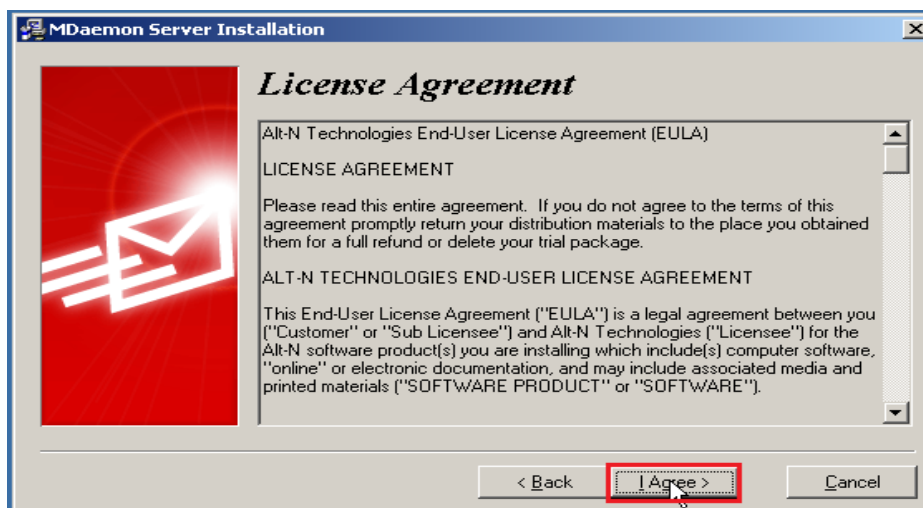 MDaemon Server Installation
License Agreement
Alt-N Technologies End-User License Agreement (EULA)
LICENSE AGREEMENT
Please read this entire agreement.  If you do not agree to the terms of this
agreement promptly return your distribution materials to the place you obtained
them for a full refund or delete your trial package.
ALT-N TECHNOLOGIES END-USER LICENSE AGREEMENT
This End-User License Agreement ("EULA") is a legal agreement between you
("Customer" or "Sub Licensee") and Alt-N Technologies ("Licensee") for the
Alt-N software product(s) you are installing which include(s) computer software,
"online" or electronic documentation, and may include associated media and
printed materials ("SOFTWARE PRODUCT" or "SOFTWARE").
< Back
I Agree >
Cancel